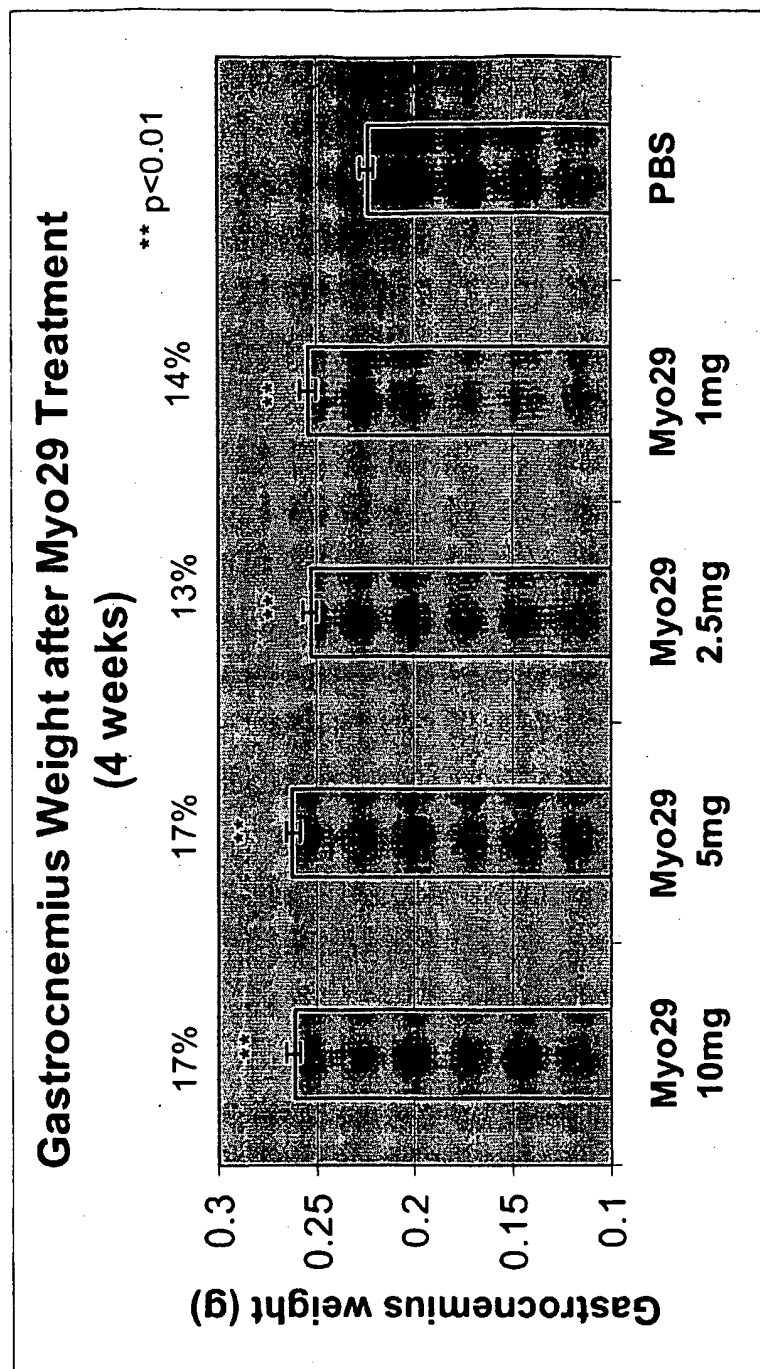 Gastrocnemius Weight after Myo29 Treatment
(4 weeks)
** p<0.01
17%
17%
13%
14%
**
**
**
**
Gastrocnemius weight (g)
0.3
0.25
0.2
0.15
0.1
Myo29
10mg
Myo29
5mg
Myo29
2.5mg
Myo29
1mg
PBS